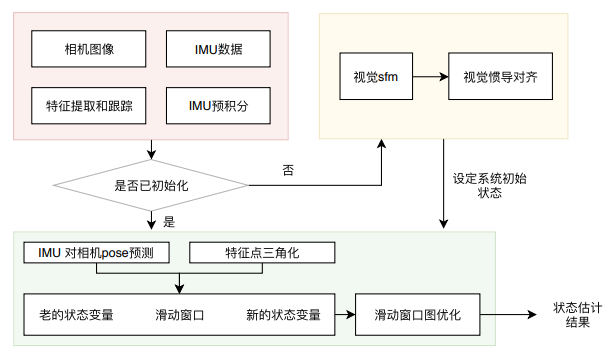 相机图像
IMU数据
特征提取和跟踪
IMU预积分
视觉sfm
视觉惯导对齐
是否已初始化
否
是
设定系统初始
状态
IMU 对相机pose预测
特征点三角化
老的状态变量
滑动窗口
新的状态变量
滑动窗口图优化
状态估计
结果